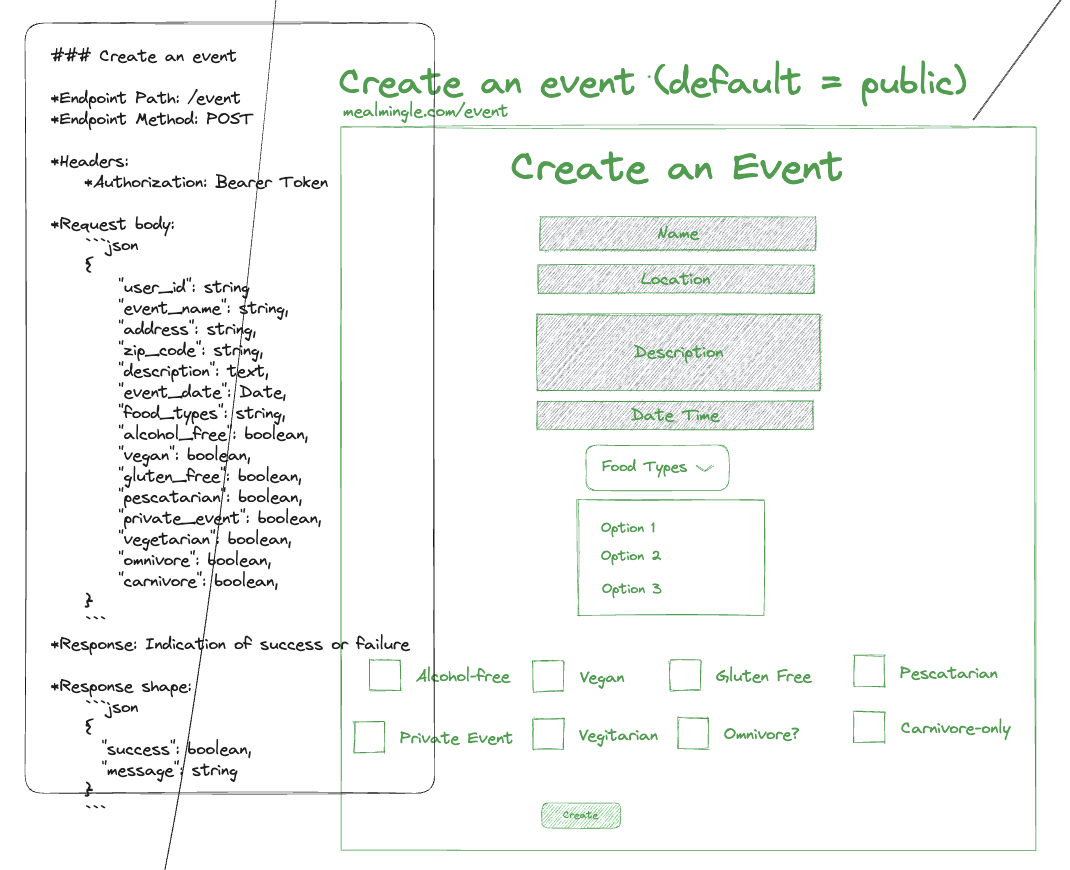 ### Create an event
*Endpoint Path: /event
*Endpoint Method: POST
*Headers:
*Authorization: Bearer Token
*Request body:
```json
{
"user_id": string
"event_name": string,
"address": string,
"zip_code": string,
"description": text,
"event_date": Date,
"food_types": string,
"alcohol_free": boolean,
"vegan": boolean,
"gluten_free": boolean,
"pescatarian": boolean,
"private_event": boolean,
"vegetarian": boolean,
"omnivore": boolean,
"carnivore": boolean,
}
```
*Response: Indication of success or failure
*Response shape:
```json
{
"success": boolean,
"message": string
}
```
Create an event (default = public)
mealmingle.com/event
Create an Event
Name
Location
Description
Date Time
Food Types
Option 1
Option 2
Option 3
Alcohol-free
Vegan
Gluten Free
Pescatarian
Private Event
Vegitarian
Omnivore?
Carnivore-only
Create